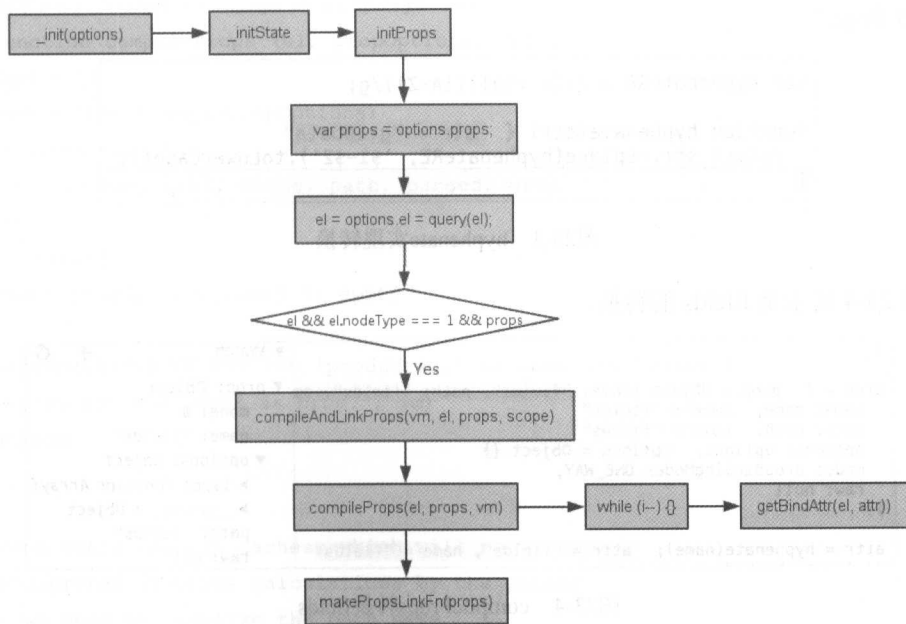 _init(options)
_initState
_initProps
var props = options.props;
el = options.el = query(el);
el && el.nodeType === 1 && props
Yes
compileAndLinkProps(vm, el, props, scope)
compileProps(el, props, vm)
while (i--) {}
getBindAttr(el, attr))
makePropsLinkFn(props)